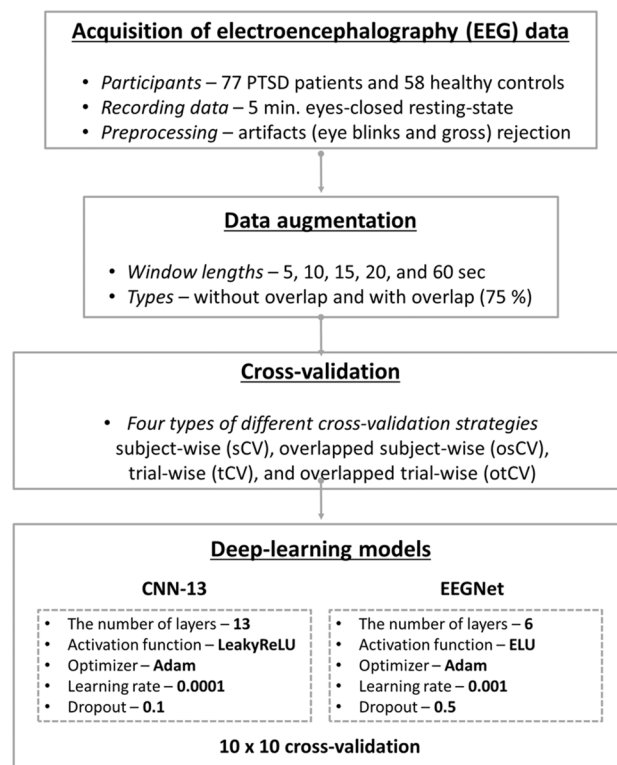 Acquisition of electroencephalography (EEG) data
• Participants – 77 PTSD patients and 58 healthy controls
• Recording data – 5 min. eyes-closed resting-state
• Preprocessing – artifacts (eye blinks and gross) rejection
Data augmentation
• Window lengths – 5, 10, 15, 20, and 60 sec
• Types – without overlap and with overlap (75 %)
Cross-validation
• Four types of different cross-validation strategies
subject-wise (sCV), overlapped subject-wise (osCV),
trial-wise (tCV), and overlapped trial-wise (otCV)
Deep-learning models
CNN-13
• The number of layers – 13
• Activation function – LeakyReLU
• Optimizer – Adam
• Learning rate – 0.0001
• Dropout – 0.1
EEGNet
• The number of layers – 6
• Activation function – ELU
• Optimizer – Adam
• Learning rate – 0.001
• Dropout – 0.5
10 x 10 cross-validation